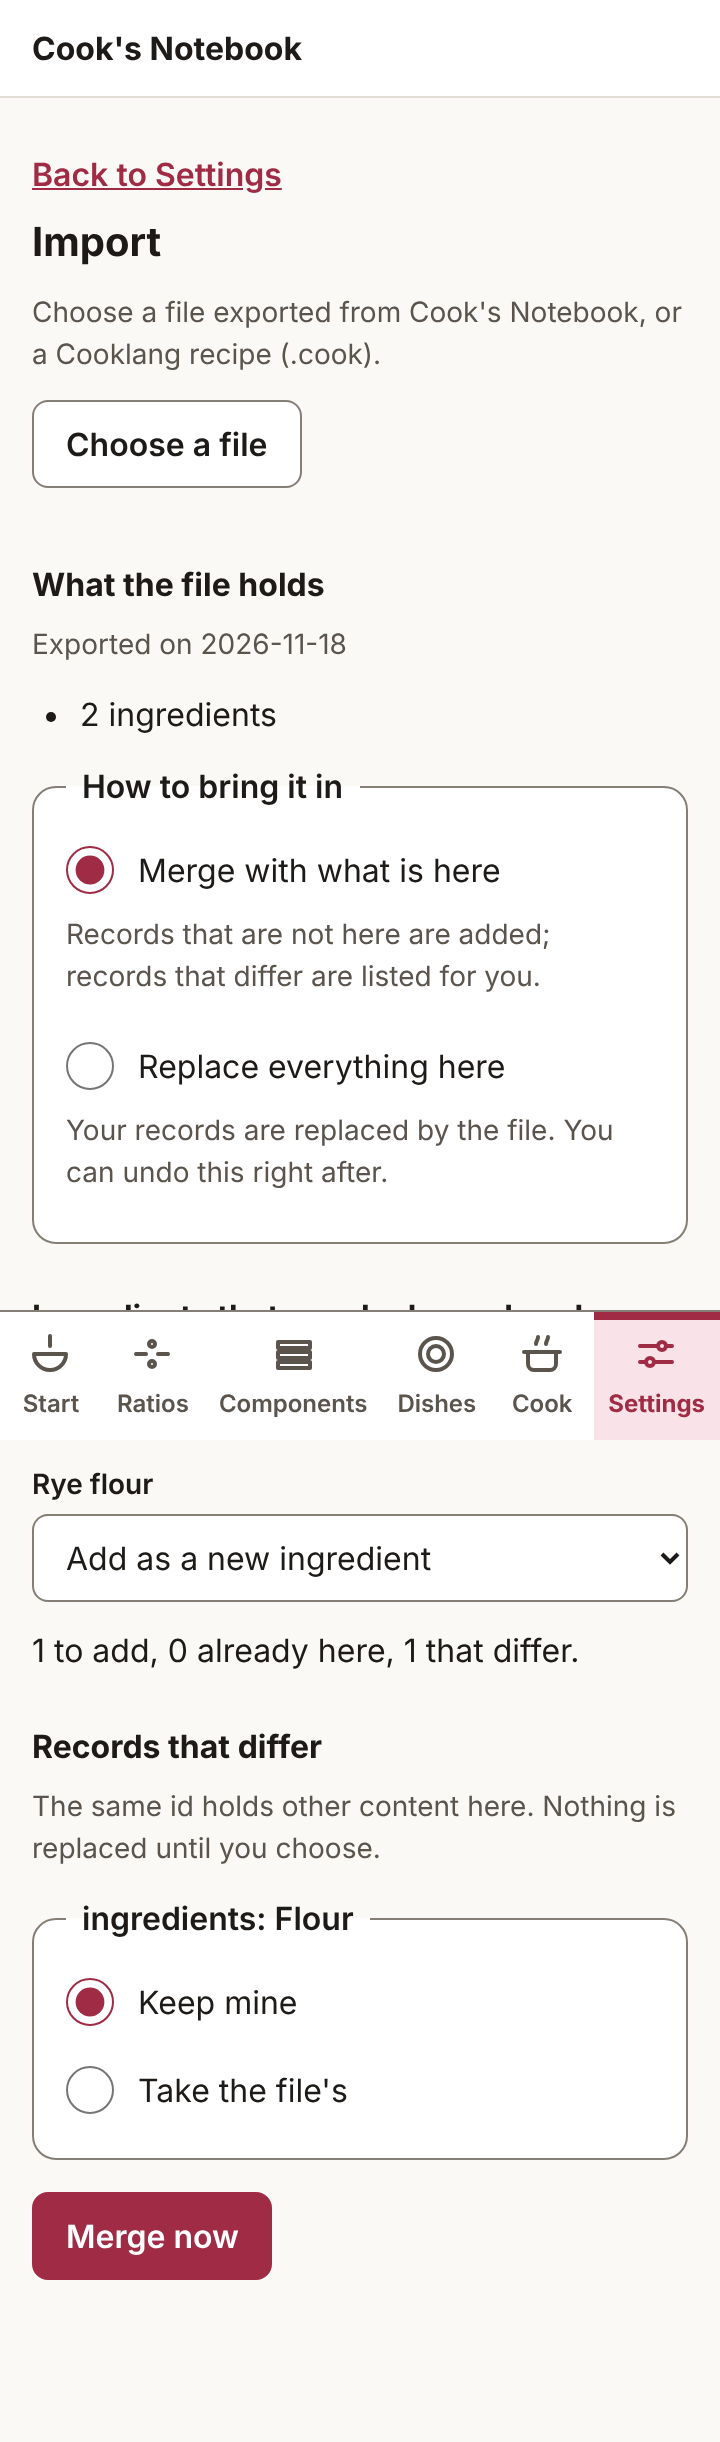 Cook's Notebook
Back to Settings
Import
Choose a file exported from Cook's Notebook, or
a Cooklang recipe (.cook).
Choose a file
What the file holds
Exported on 2026-11-18
2 ingredients
How to bring it in
Merge with what is here
Records that are not here are added;
records that differ are listed for you.
Replace everything here
Your records are replaced by the file. You
can undo this right after.
Start
Ratios
Components
Dishes
Cook
Settings
Rye flour
Add as a new ingredient
1 to add, 0 already here, 1 that differ.
Records that differ
The same id holds other content here. Nothing is
replaced until you choose.
ingredients: Flour
Keep mine
Take the file's
Merge now